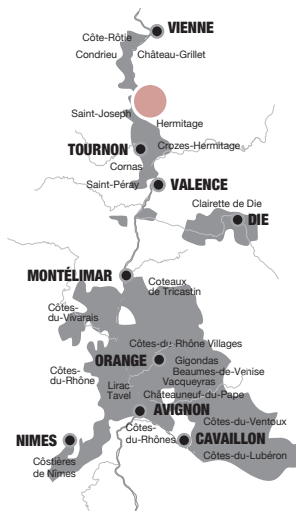 VIENNE
Côte-Rôtie
Condrieu
Château-Grillet
Saint-Joseph
Hermitage
TOURNON
Crozes-Hermitage
Cornas
Saint-Péray
VALENCE
Clairette de Die
DIE
MONTÉLIMAR
Coteaux
de Tricastin
Côtes-
du-Vivarais
Côtes-du-Rhône Villages
ORANGE
Gigondas
Beaumes-de-Venise
Vacqueyras
Côtes-
du-Rhône
Lirac
Tavel
Châteauneuf-du-Pape
AVIGNON
Côtes-du-Ventoux
Côtes-
du-Rhônes
NIMES
CAVAILLON
Côtes-du-Lubéron
Côstières
de Nimes